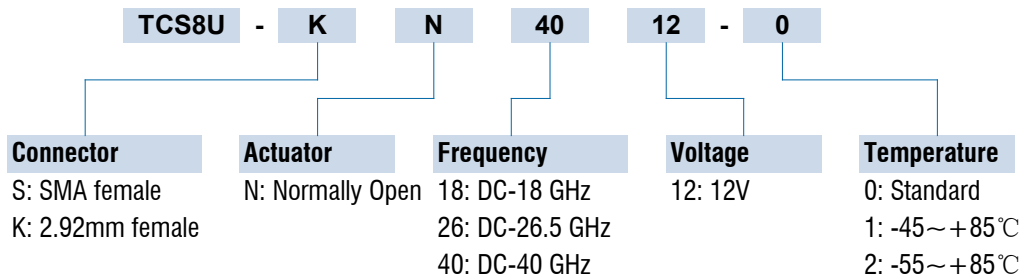 TCS8U - K N 40 12 - 0
Connector Actuator Frequency Voltage Temperature
S: SMA female N: Normally Open 18: DC-18 GHz 12: 12V 0: Standard
K: 2.92mm female 26: DC-26.5 GHz 1: -45~+85℃
40: DC-40 GHz 2: -55~+85℃